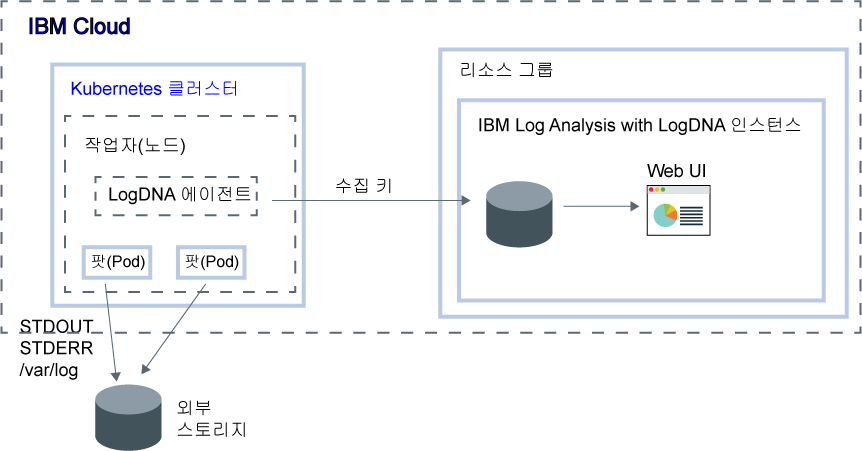 IBM Cloud
Kubernetes 클러스터
작업자(노드)
LogDNA 에이전트
팟(Pod)
팟(Pod)
수집 키
리소스 그룹
IBM Log Analysis with LogDNA 인스턴스
Web UI
STDOUT
STDERR
/var/log
외부
스토리지